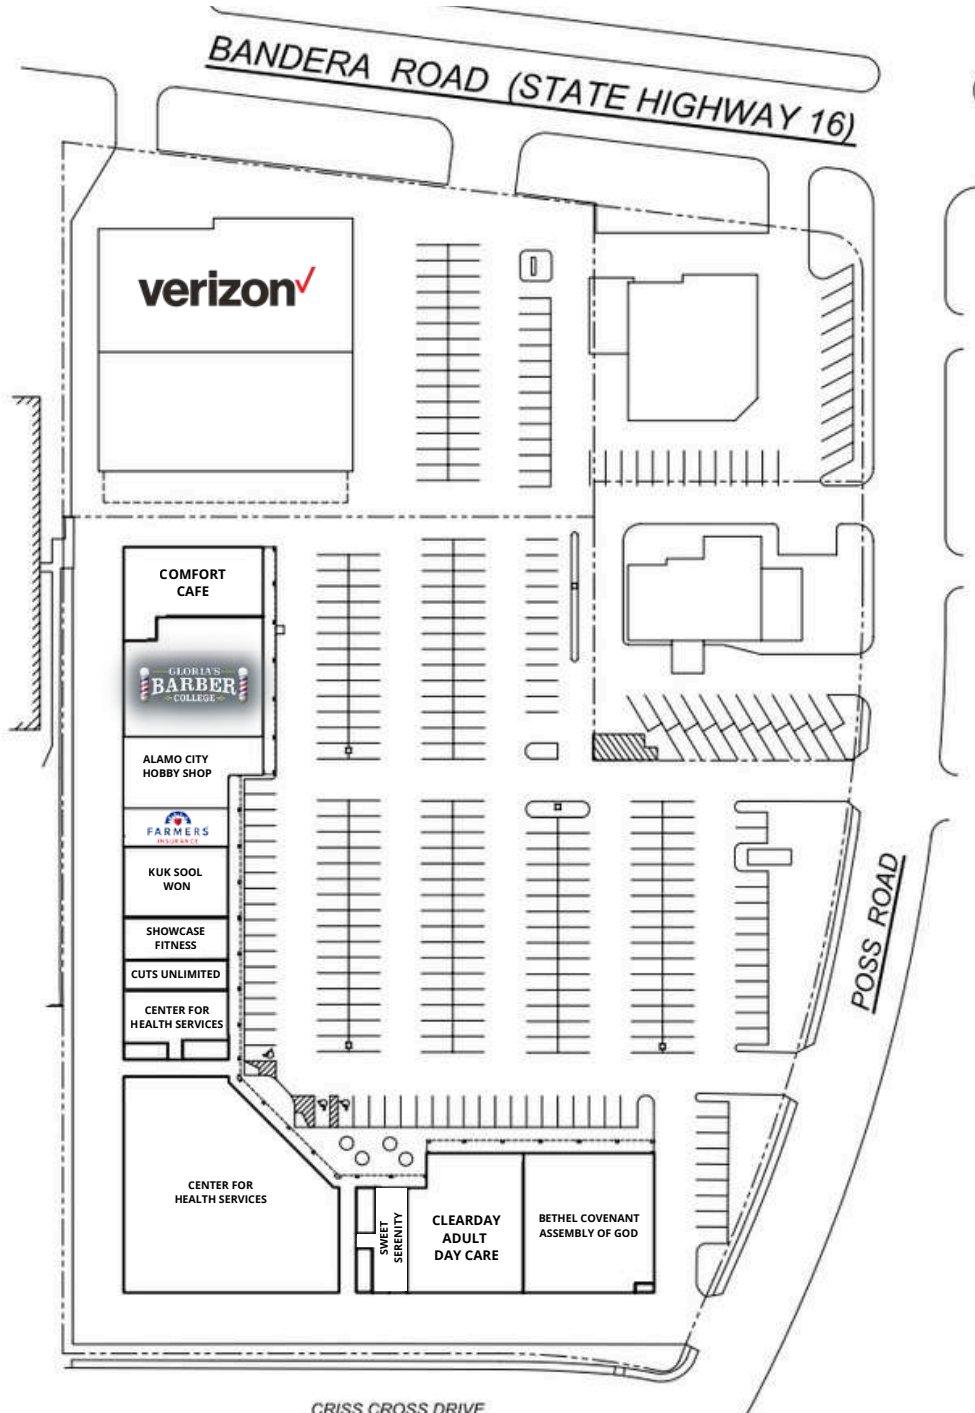 BANDERA ROAD (STATE HIGHWAY 16)
verizon
COMFORT
CAFE
GLORIA'S
BARBER
COLLEGE
ALAMO CITY
HOBBY SHOP
FARMERS
INSURANCE
KUK SOOL
WON
SHOWCASE
FITNESS
CUTS UNLIMITED
CENTER FOR
HEALTH SERVICES
POSS ROAD
CENTER FOR
HEALTH SERVICES
SWEET
SERENITY
CLEARDAY
ADULT
DAY CARE
BETHEL COVENANT
ASSEMBLY OF GOD
CRISS CROSS DRIVE